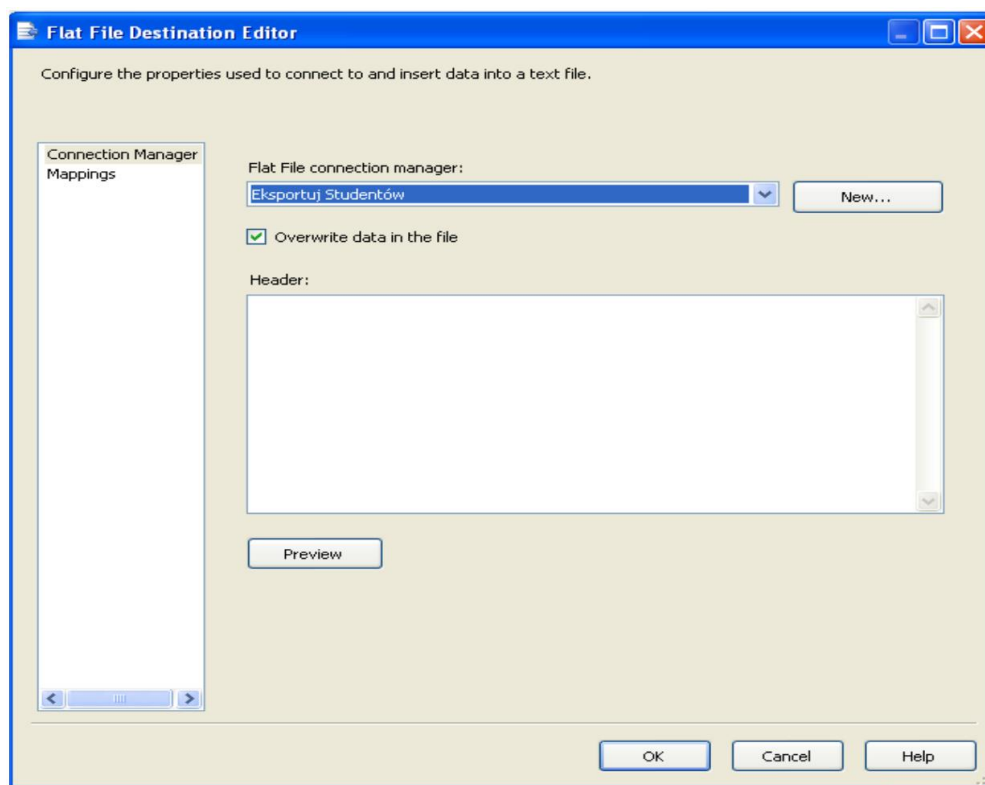 Flat File Destination Editor
Configure the properties used to connect to and insert data into a text file.
Connection Manager
Mappings
Flat File connection manager:
Eksportuj Studentów
New...
Overwrite data in the file
Header:
Preview
OK
Cancel
Help